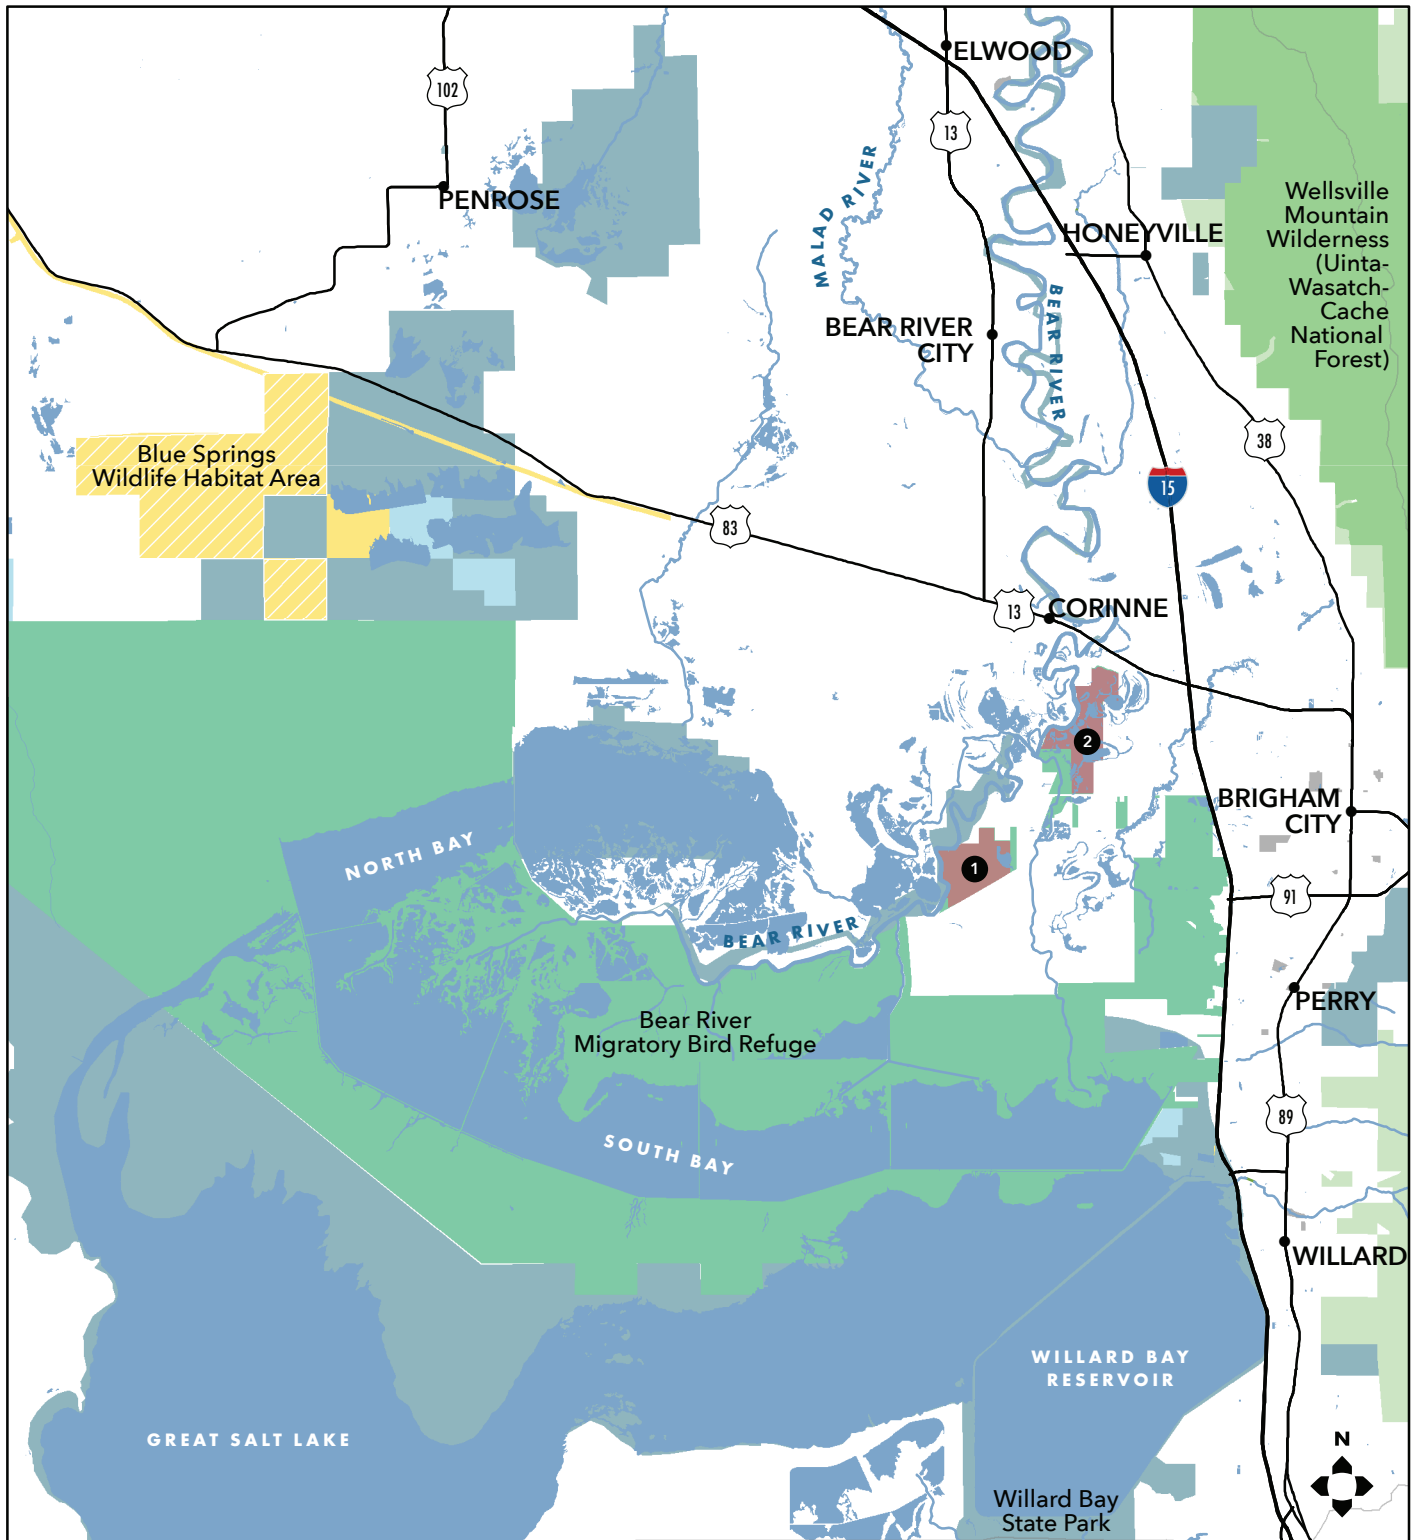 ELWOOD
102
13
MALAD RIVER
PENROSE
Wellsville
Mountain
Wilderness
(Uinta-
Wasatch-
Cache
National
Forest)
HONEYVILLE
BEAR RIVER
BEAR RIVER
CITY
38
Blue Springs
Wildlife Habitat Area
15
83
13
CORINNE
2
BRIGHAM
CITY
NORTH BAY
1
91
BEAR RIVER
PERRY
Bear River
Migratory Bird Refuge
89
SOUTH BAY
WILLARD
WILLARD BAY
RESERVOIR
GREAT SALT LAKE
N
Willard Bay
State Park